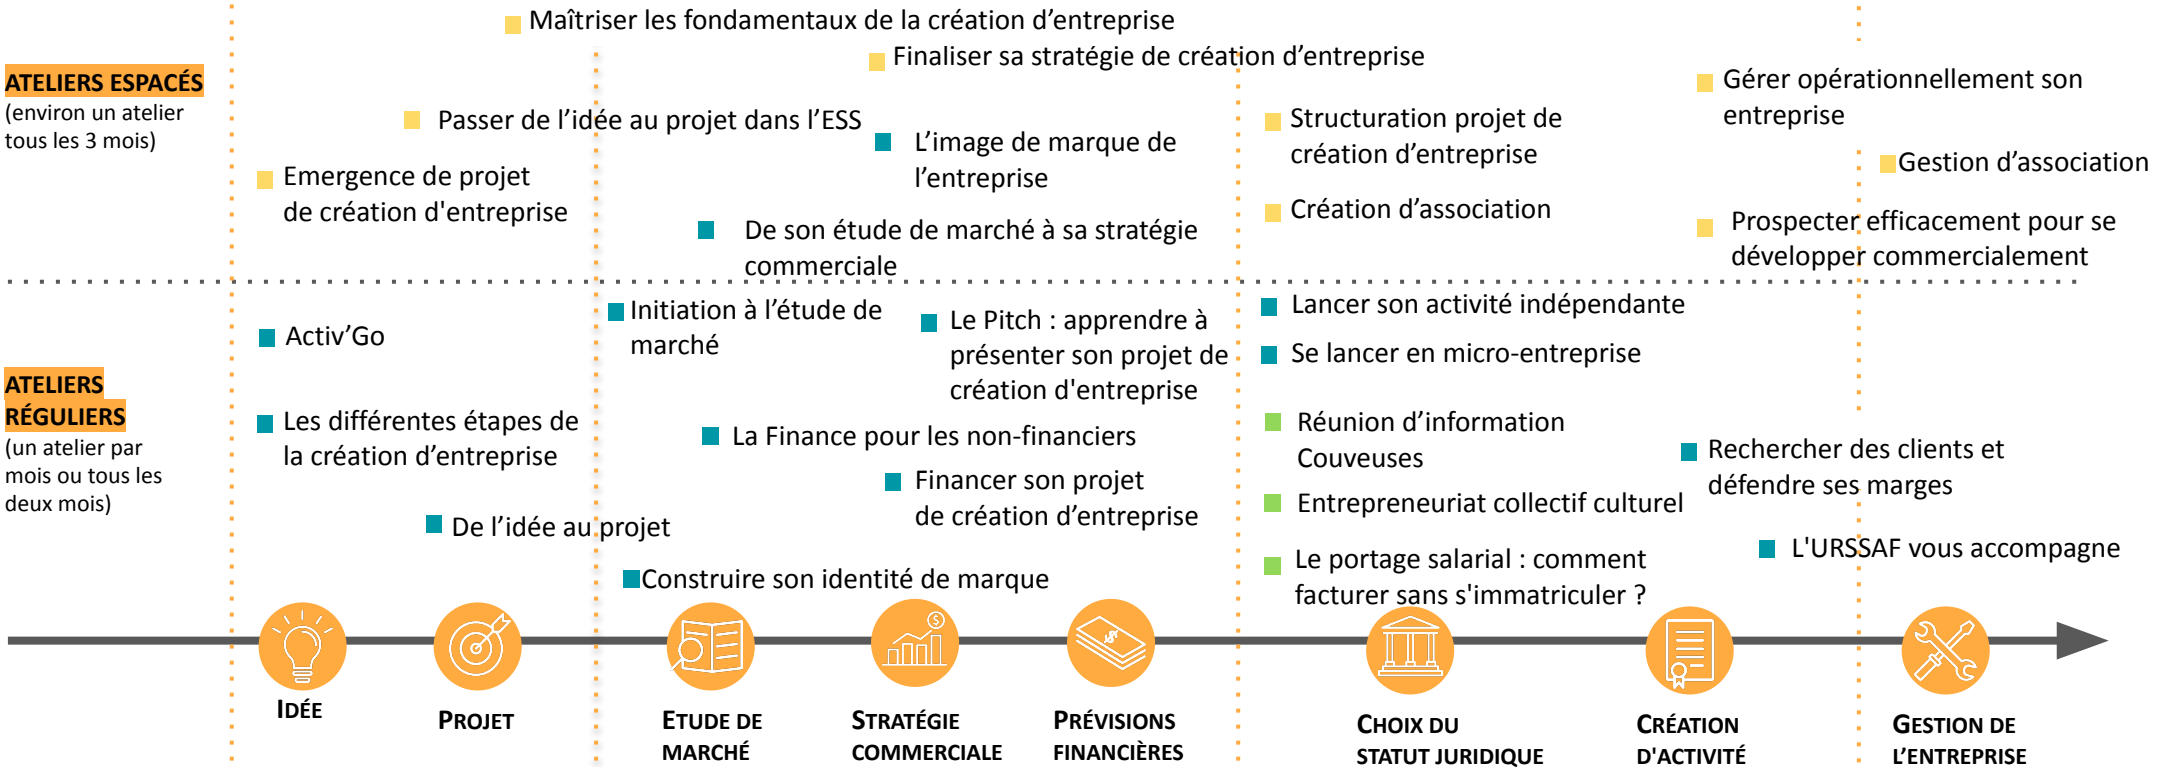 Maîtriser les fondamentaux de la création d’entreprise
Finaliser sa stratégie de création d’entreprise
ATELIERS ESPACÉS
(environ un atelier
tous les 3 mois)
Passer de l’idée au projet dans l’ESS
Emergence de projet
de création d'entreprise
L’image de marque de
l’entreprise
De son étude de marché à sa stratégie
commerciale
Structuration projet de
création d’entreprise
Création d’association
Gérer opérationnellement son
entreprise
Gestion d’association
Prospecter efficacement pour se
développer commercialement
ATELIERS
RÉGULIERS
(un atelier par
mois ou tous les
deux mois)
Activ’Go
Les différentes étapes de
la création d’entreprise
De l’idée au projet
Initiation à l’étude de
marché
Le Pitch : apprendre à
présenter son projet de
création d'entreprise
La Finance pour les non-financiers
Financer son projet
de création d’entreprise
Construire son identité de marque
Lancer son activité indépendante
Se lancer en micro-entreprise
Réunion d’information
Couveuses
Entrepreneuriat collectif culturel
Le portage salarial : comment
facturer sans s'immatriculer ?
Rechercher des clients et
défendre ses marges
L'URSSAF vous accompagne
$
$
IDÉE
PROJET
ETUDE DE
MARCHÉ
STRATÉGIE
COMMERCIALE
PRÉVISIONS
FINANCIÈRES
CHOIX DU
STATUT JURIDIQUE
CRÉATION
D'ACTIVITÉ
GESTION DE
L’ENTREPRISE